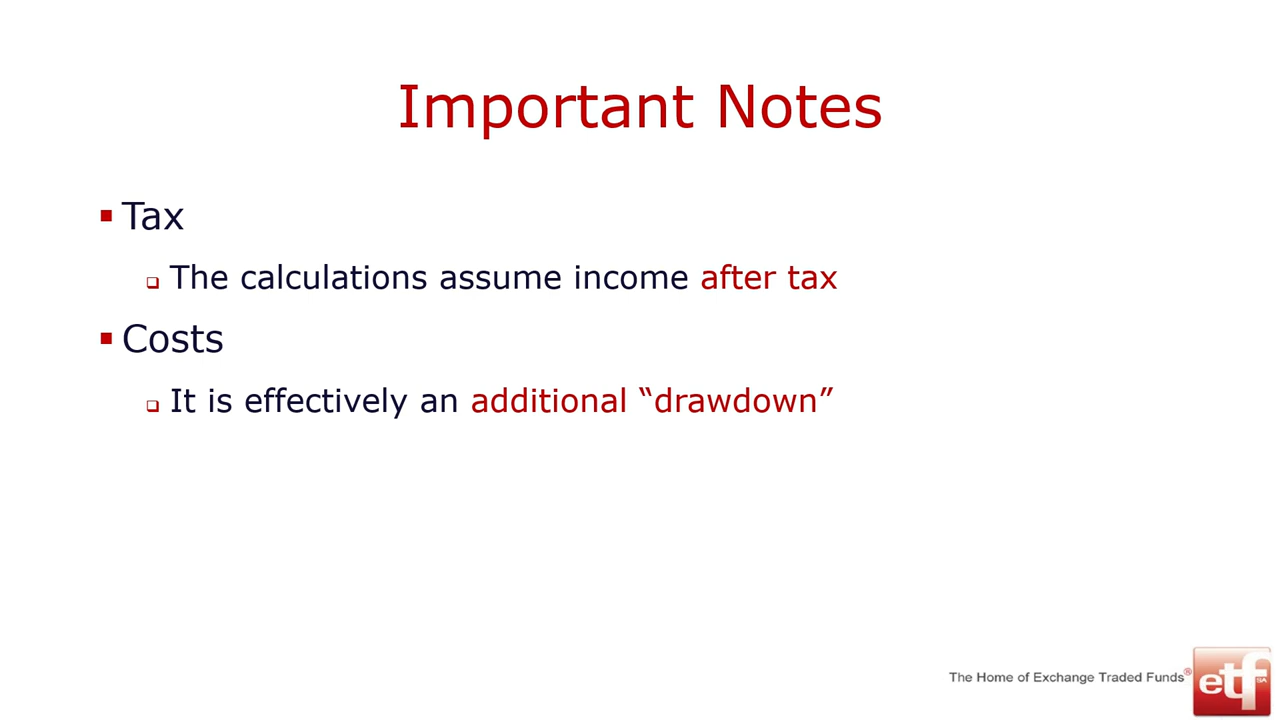 Important Notes
Tax
The calculations assume income after tax
Costs
It is effectively an additional “drawdown”
The Home of Exchange Traded Funds®
etf
SA